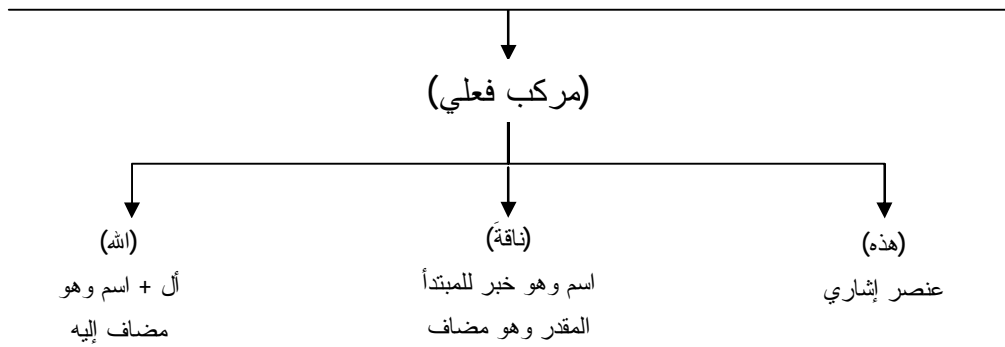 (مركب فعلي)
(هذه)
عنصر إشاري
(ناقةَ)
اسم وهو خبر للمبتدأ
المقدر وهو مضاف
(الله)
أل + اسم وهو
مضاف إليه